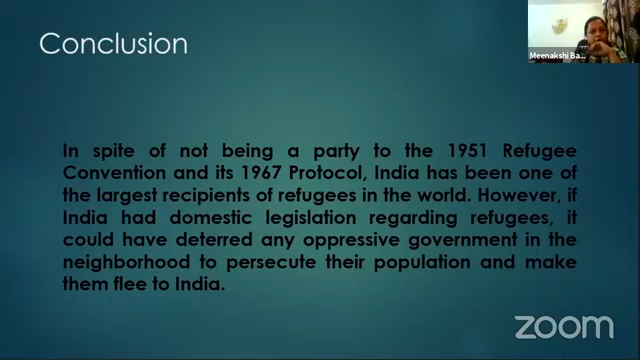 Conclusion
Meenakshi Ba...
In spite of not being a party to the 1951 Refugee
Convention and its 1967 Protocol, India has been one of
the largest recipients of refugees in the world. However, if
India had domestic legislation regarding refugees, it
could have deterred any oppressive government in the
neighborhood to persecute their population and make
them flee to India.
zoom